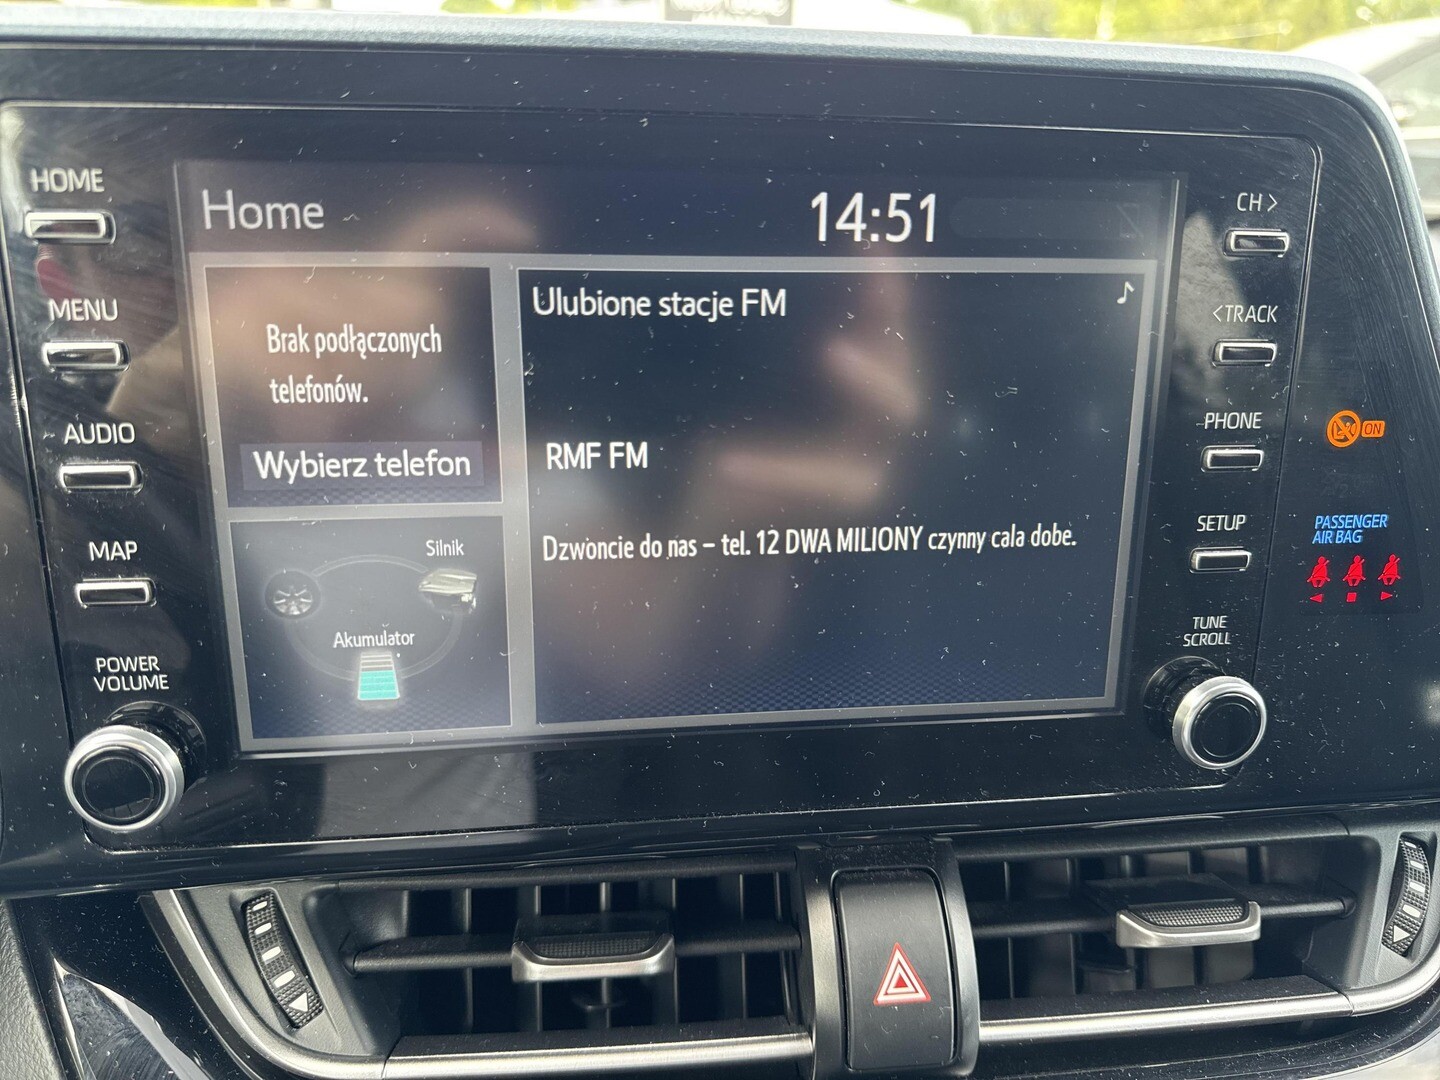 HOME
MENU
AUDIO
MAP
POWER
VOLUME
Home
14:51
Brak podłączonych
telefonów.
Wybierz telefon
Silnik
Akumulator
Ulubione stacje FM
RMF FM
Dzwoncie do nas – tel. 12 DWA MILIONY czynny cala dobe.
CH>
<TRACK
PHONE
SETUP
TUNE
SCROLL
ON
PASSENGER
AIR BAG